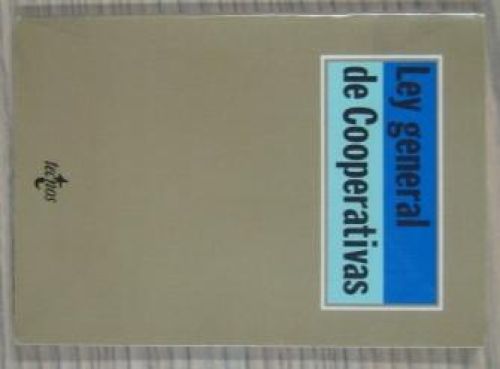 Ley general
de Cooperativas
tecnos